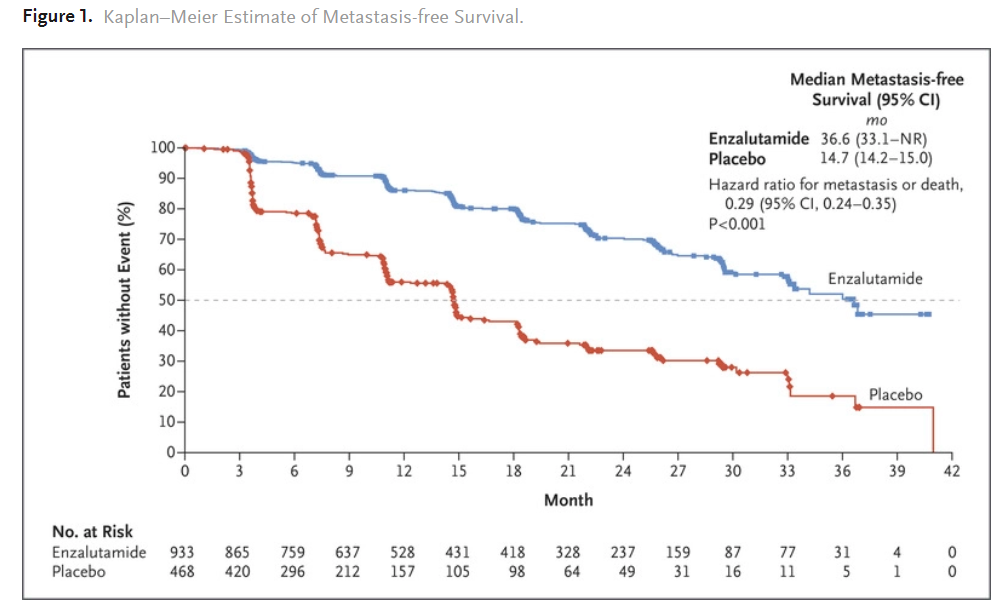 Figure 1. Kaplan–Meier Estimate of Metastasis-free Survival.
Median Metastasis-free
Survival (95% CI)
mo
Enzalutamide 36.6 (33.1–NR)
Placebo 14.7 (14.2–15.0)
Hazard ratio for metastasis or death,
0.29 (95% CI, 0.24–0.35)
P<0.001
Patients without Event (%)
100
90
80
70
60
50
40
30
20
10
0
Enzalutamide
Placebo
0 3 6 9 12 15 18 21 24 27 30 33 36 39 42
Month
No. at Risk
Enzalutamide 933 865 759 637 528 431 418 328 237 159 87 77 31 4 0
Placebo 468 420 296 212 157 105 98 64 49 31 16 11 5 1 0